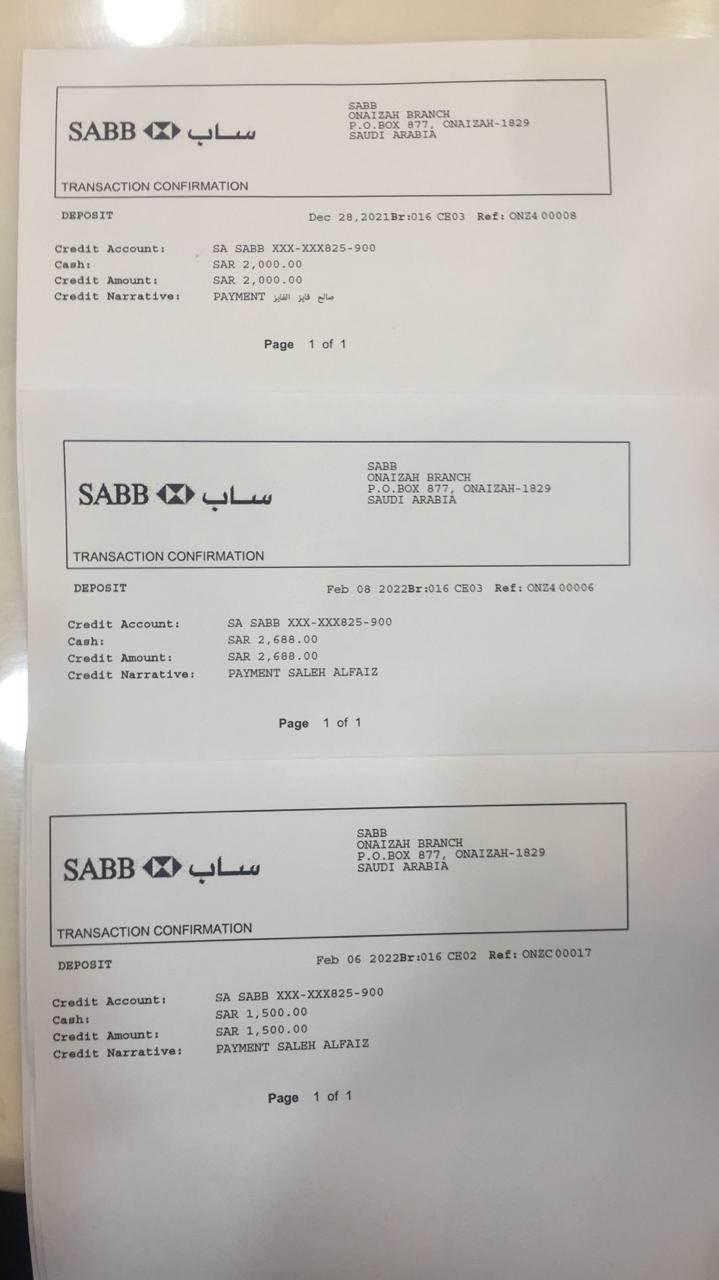 SABB ساب
SABB
ONAIZAH BRANCH
P.O.BOX 877, ONAIZAH-1829
SAUDI ARABIA
TRANSACTION CONFIRMATION
DEPOSIT Dec 28,2021Br:016 CE03 Ref: ONZ4 00008
Credit Account: SA SABB XXX-XXX825-900
Cash: SAR 2,000.00
Credit Amount: SAR 2,000.00
Credit Narrative: PAYMENT صالح فايز الفايز
Page 1 of 1
SABB ساب
SABB
ONAIZAH BRANCH
P.O.BOX 877, ONAIZAH-1829
SAUDI ARABIA
TRANSACTION CONFIRMATION
DEPOSIT Feb 08 2022Br:016 CE03 Ref: ONZ4 00006
Credit Account: SA SABB XXX-XXX825-900
Cash: SAR 2,688.00
Credit Amount: SAR 2,688.00
Credit Narrative: PAYMENT SALEH ALFAIZ
Page 1 of 1
SABB ساب
SABB
ONAIZAH BRANCH
P.O.BOX 877, ONAIZAH-1829
SAUDI ARABIA
TRANSACTION CONFIRMATION
DEPOSIT Feb 06 2022Br:016 CE02 Ref: ONZC 00017
Credit Account: SA SABB XXX-XXX825-900
Cash: SAR 1,500.00
Credit Amount: SAR 1,500.00
Credit Narrative: PAYMENT SALEH ALFAIZ
Page 1 of 1